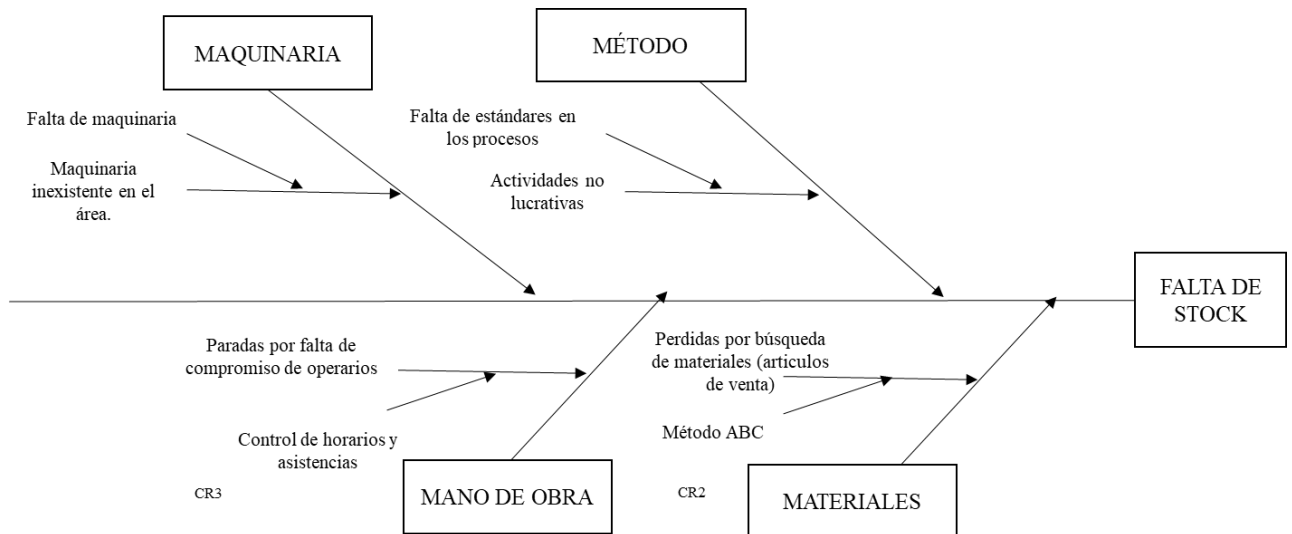 MAQUINARIA
MÉTODO
Falta de maquinaria
Maquinaria
inexistente en el
área.
Falta de estándares en
los procesos
Actividades no
lucrativas
FALTA DE
STOCK
Paradas por falta de
compromiso de operarios
Control de horarios y
asistencias
CR3
MANO DE OBRA
Perdidas por búsqueda
de materiales (articulos
de venta)
Método ABC
CR2
MATERIALES